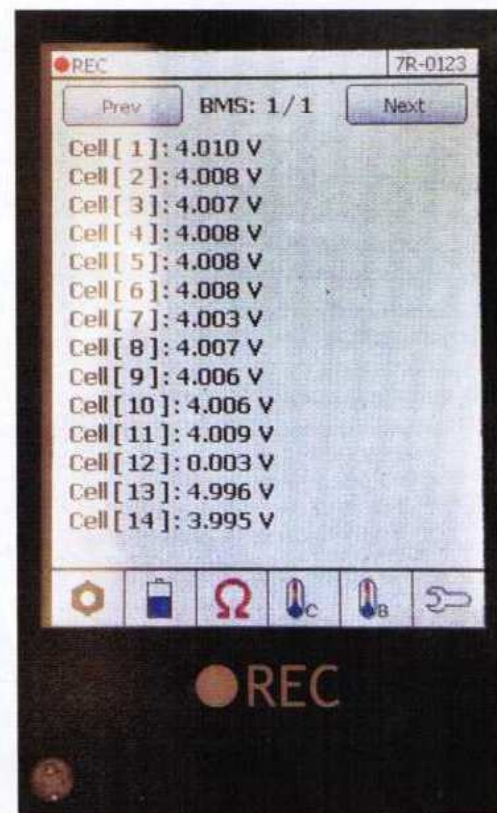 REC 7R-0123
Prev BMS: 1/1 Next
Cell[ 1]: 4.010 V
Cell[ 2]: 4.008 V
Cell[ 3]: 4.007 V
Cell[ 4]: 4.008 V
Cell[ 5]: 4.008 V
Cell[ 6]: 4.008 V
Cell[ 7]: 4.003 V
Cell[ 8]: 4.007 V
Cell[ 9]: 4.006 V
Cell[10]: 4.006 V
Cell[11]: 4.009 V
Cell[12]: 0.003 V
Cell[13]: 4.996 V
Cell[14]: 3.995 V
Ω C B
REC